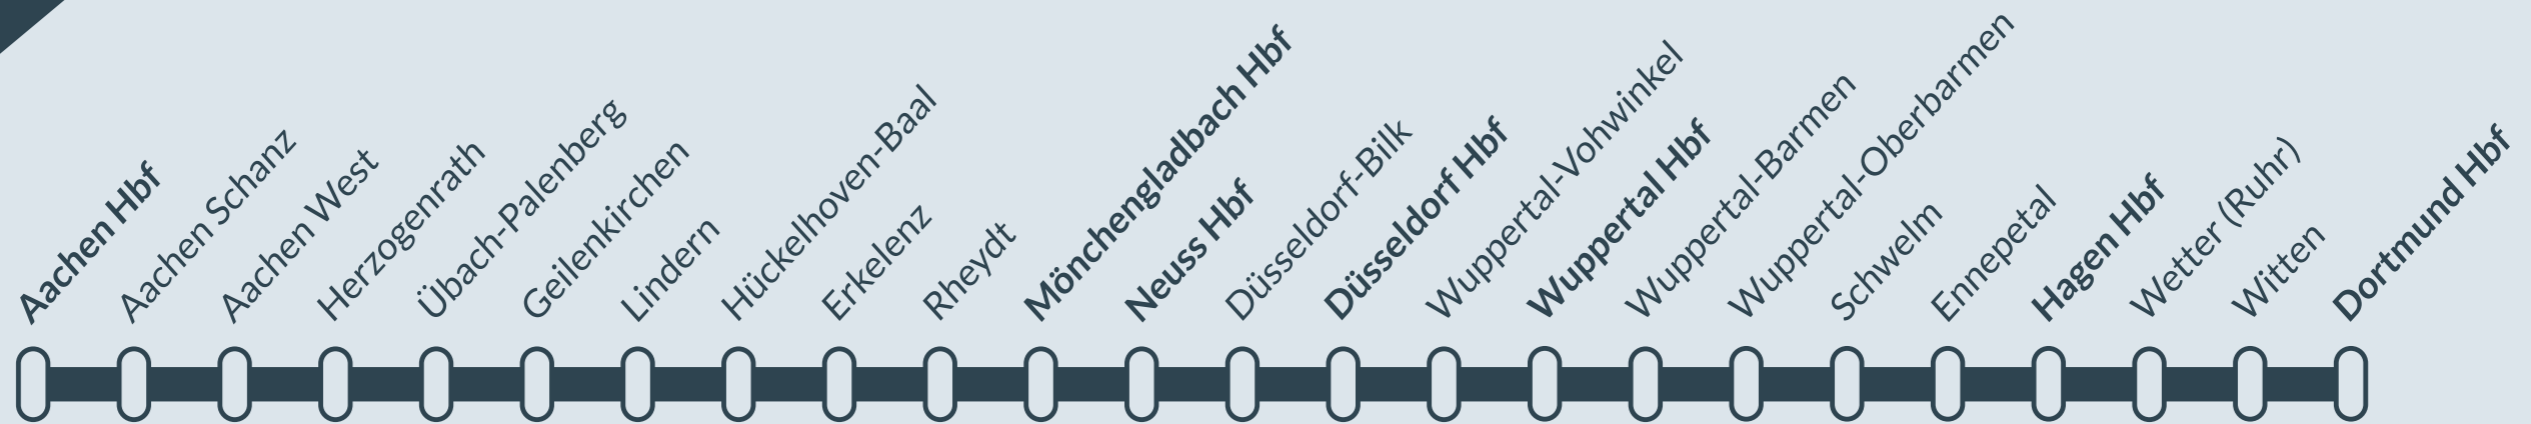 Aachen Hbf
Aachen Schanz
Aachen West
Herzogenrath
Übach-Palenberg
Geilenkirchen
Lindern
Hückelhoven-Baal
Erkelenz
Rheydt
Mönchengladbach Hbf
Neuss Hbf
Düsseldorf-Bilk
Düsseldorf Hbf
Wuppertal-Vohwinkel
Wuppertal Hbf
Wuppertal-Barmen
Wuppertal-Oberbarmen
Schwelm
Ennepetal
Hagen Hbf
Wetter (Ruhr)
Witten
Dortmund Hbf